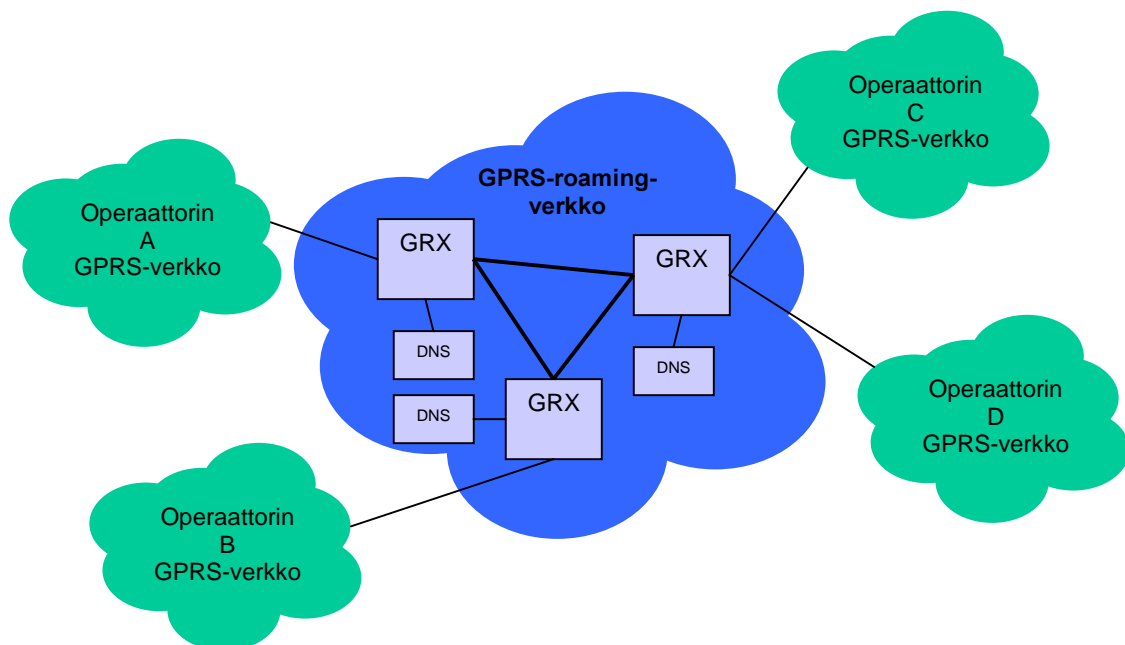 Operaattorin
C
GPRS-verkko
GPRS-roaming-
verkko
Operaattorin
A
GPRS-verkko
GRX
GRX
DNS
DNS
GRX
DNS
Operaattorin
D
GPRS-verkko
Operaattorin
B
GPRS-verkko